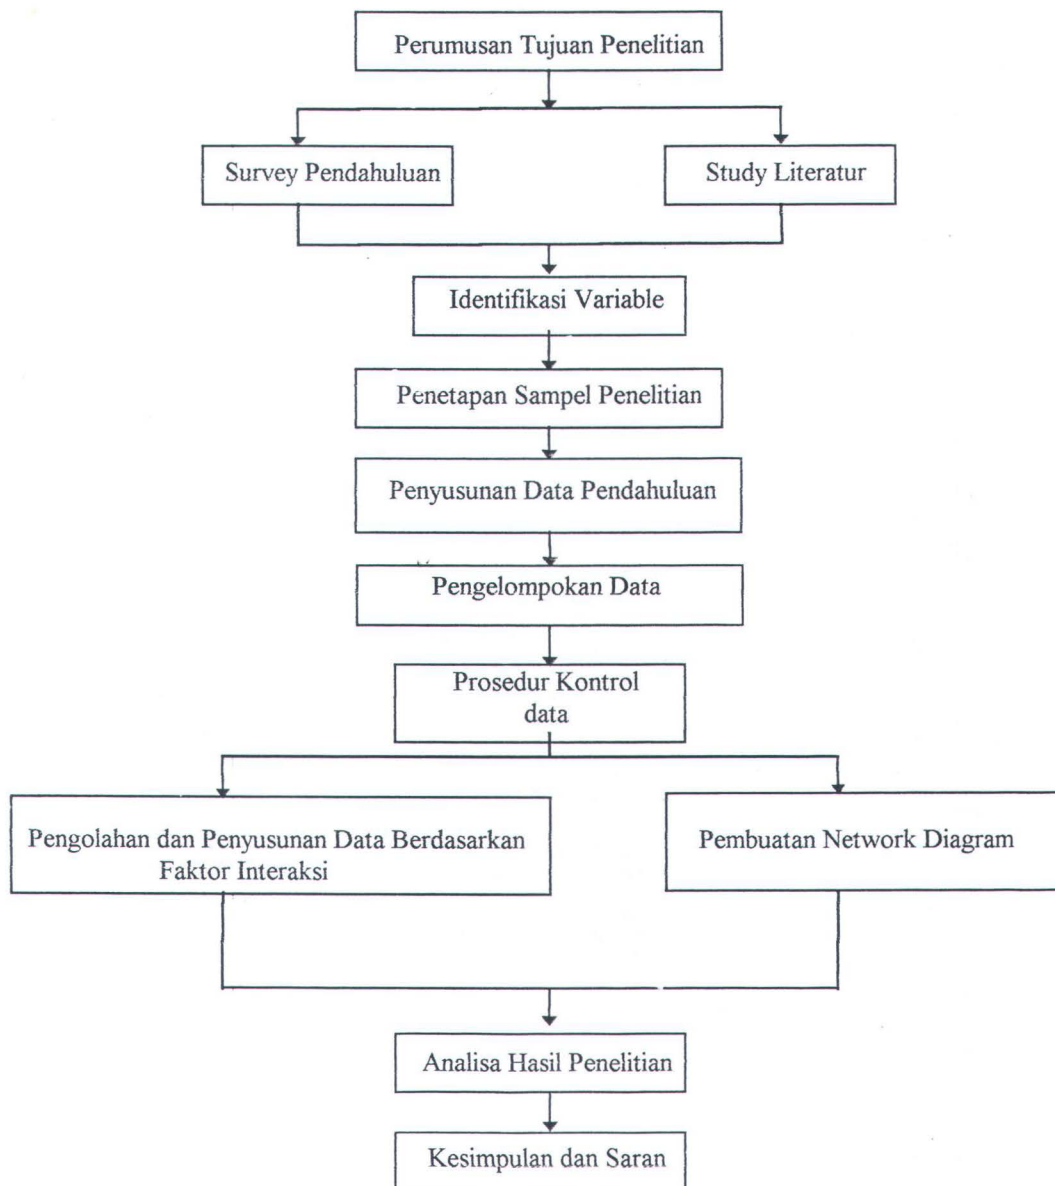 Perumusan Tujuan Penelitian
Survey Pendahuluan
Study Literatur
Identifikasi Variable
Penetapan Sampel Penelitian
Penyusunan Data Pendahuluan
Pengelompokan Data
Prosedur Kontrol
data
Pengolahan dan Penyusunan Data Berdasarkan
Faktor Interaksi
Pembuatan Network Diagram
Analisa Hasil Penelitian
Kesimpulan dan Saran